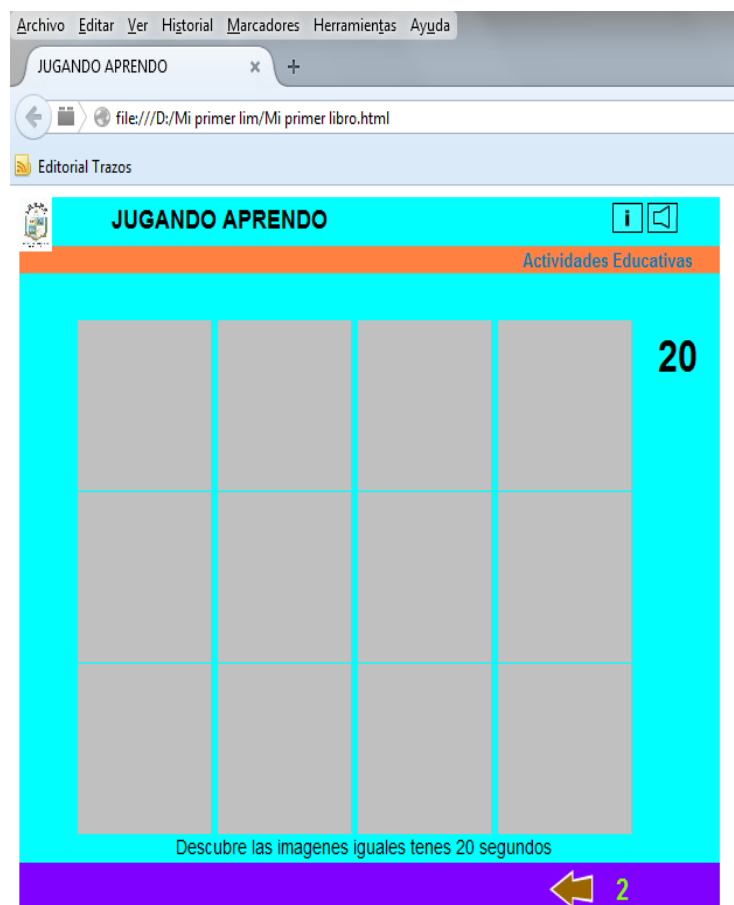 Archivo Editar Ver Historial Marcadores Herramientas Ayuda
JUGANDO APRENDO × +
file:///D:/Mi primer lim/Mi primer libro.html
Editorial Trazos
JUGANDO APRENDO i
Actividades Educativas
20
Descubre las imagenes iguales tenes 20 segundos
2